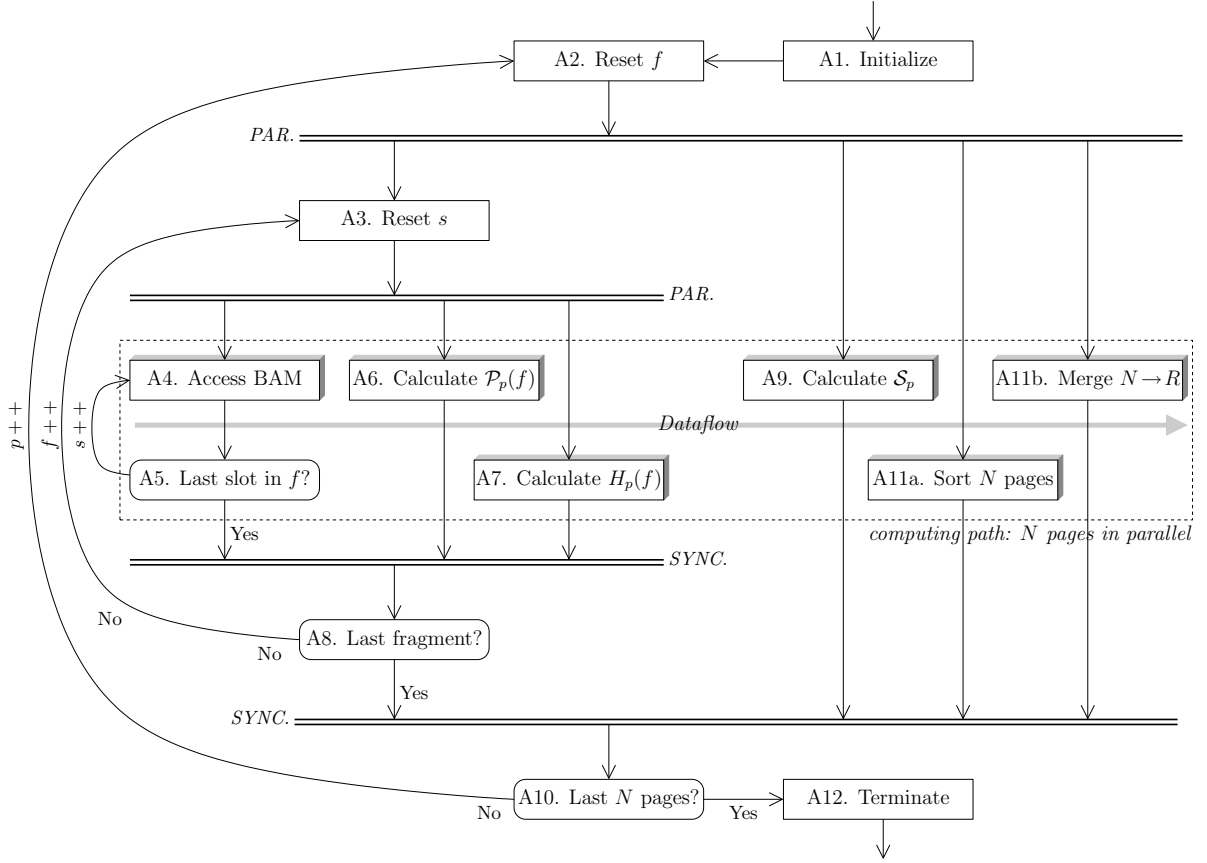 A2. Reset f
A1. Initialize
PAR.
A3. Reset s
PAR.
A4. Access BAM
A6. Calculate 𝒫ₚ(f)
A9. Calculate 𝒮ₚ
A11b. Merge N→R
p++
f++
s++
Dataflow
A5. Last slot in f?
A7. Calculate Hₚ(f)
A11a. Sort N pages
Yes
computing path: N pages in parallel
SYNC.
No
A8. Last fragment?
No
Yes
SYNC.
A10. Last N pages?
A12. Terminate
No
Yes